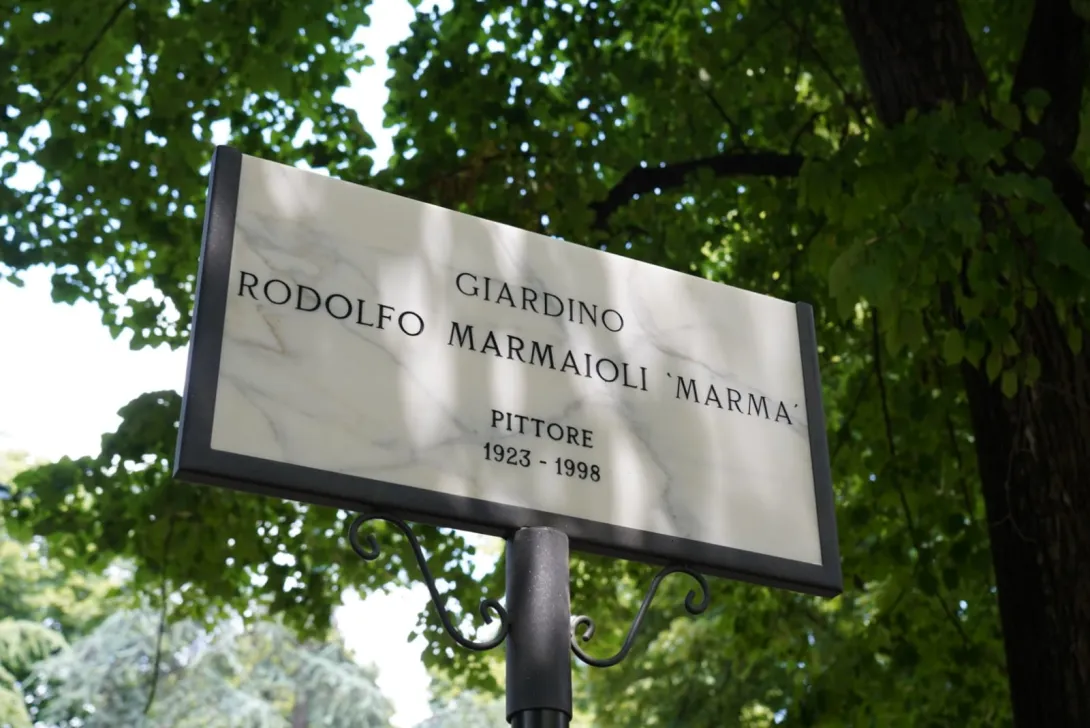 GIARDINO
RODOLFO MARMAIOLI 'MARMA'
PITTORE
1923 - 1998